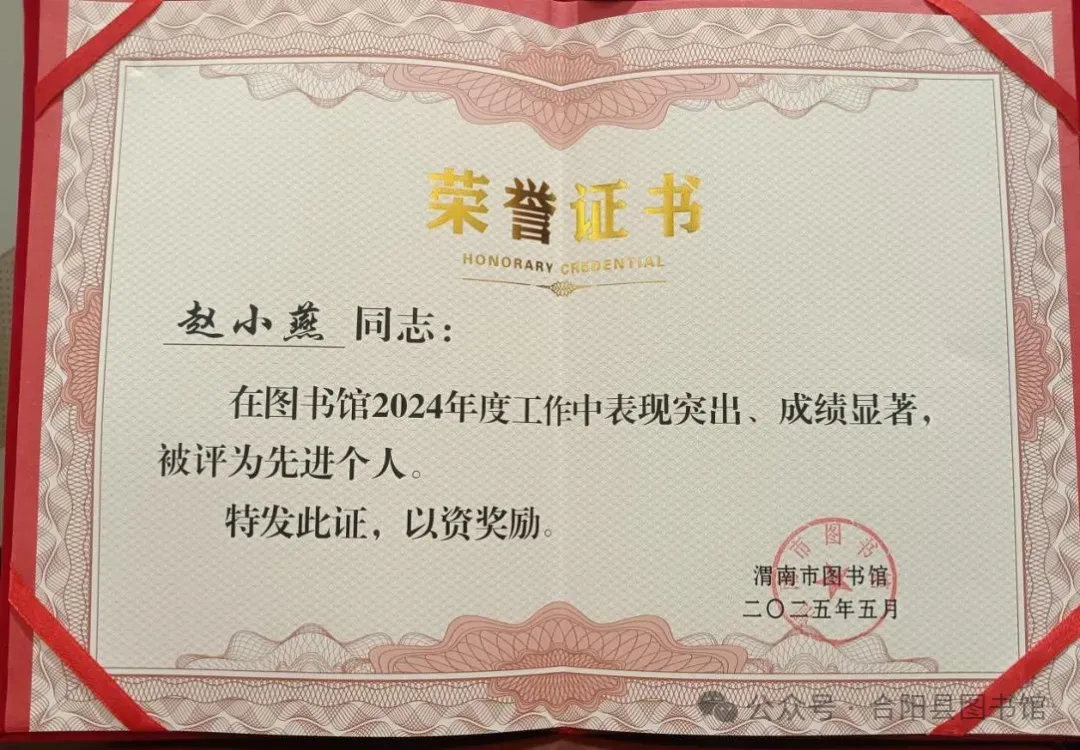 荣誉证书
HONORARY CREDENTIAL
赵小燕 同志：
在图书馆2024年度工作中表现突出、成绩显著，
被评为先进个人。
特发此证，以资奖励。
渭南市图书馆
二〇二五年五月
公众号 · 合阳县图书馆